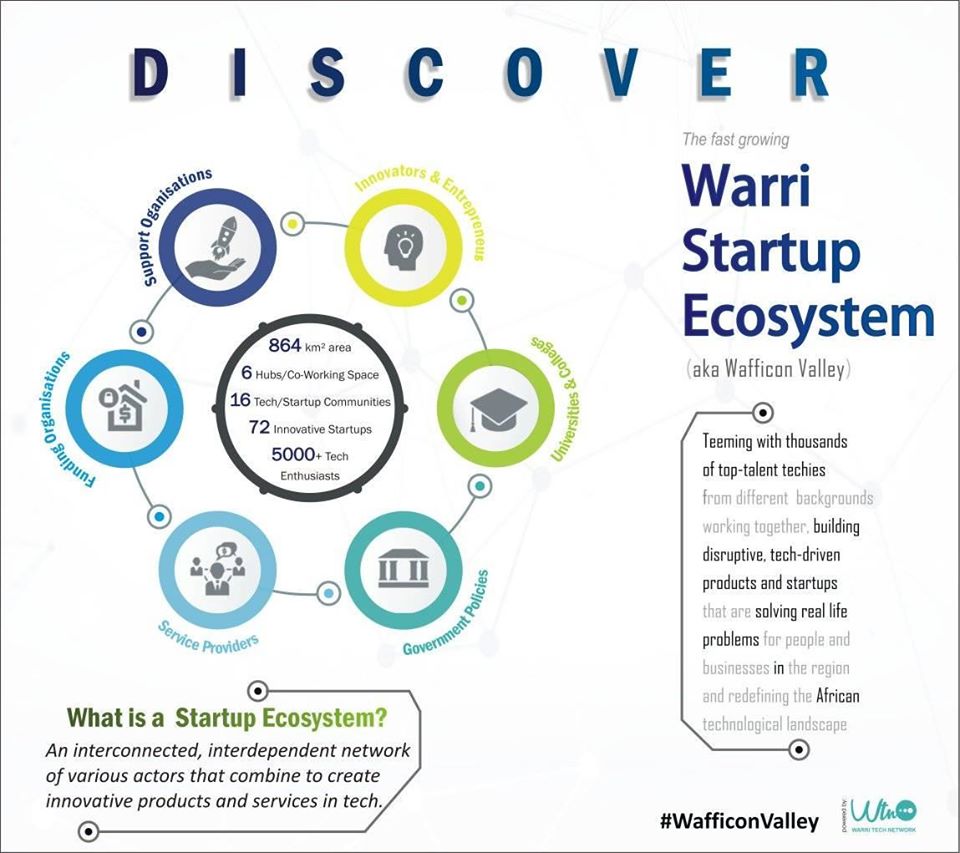 DISCOVER
The fast growing
Warri
Startup
Ecosystem
(aka Wafficon Valley)
Support Oganisations
Innovators & Entrepreneus
Universities & Colleges
Government Policies
Service Providers
Funding Organisations
864 km² area
6 Hubs/Co-Working Space
16 Tech/Startup Communities
72 Innovative Startups
5000+ Tech
Enthusiasts
Teeming with thousands
of top-talent techies
from different backgrounds
working together, building
disruptive, tech-driven
products and startups
that are solving real life
problems for people and
businesses in the region
and redefining the African
technological landscape
What is a Startup Ecosystem?
An interconnected, interdependent network
of various actors that combine to create
innovative products and services in tech.
#WafficonValley
powered by:
Wtn
WARRI TECH NETWORK